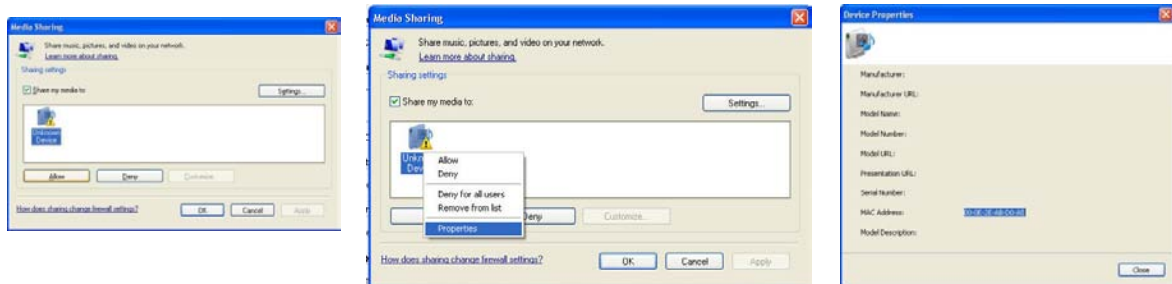 Media Sharing
Share music, pictures, and video on your network.
Learn more about sharing.
Sharing settings
Share my media to:
Settings...
Unknown
Device
Allow
Deny
Customize...
How does sharing change firewall settings?
OK
Cancel
Apply
Media Sharing
Share music, pictures, and video on your network.
Learn more about sharing.
Sharing settings
Share my media to:
Settings...
Allow
Deny
Deny for all users
Remove from list
Properties
Deny
Customize...
How does sharing change firewall settings?
OK
Cancel
Apply
Device Properties
Manufacturer:
Manufacturer URL:
Model Name:
Model Number:
Model URL:
Presentation URL:
Serial Number:
MAC Address:
Model Description:
Close